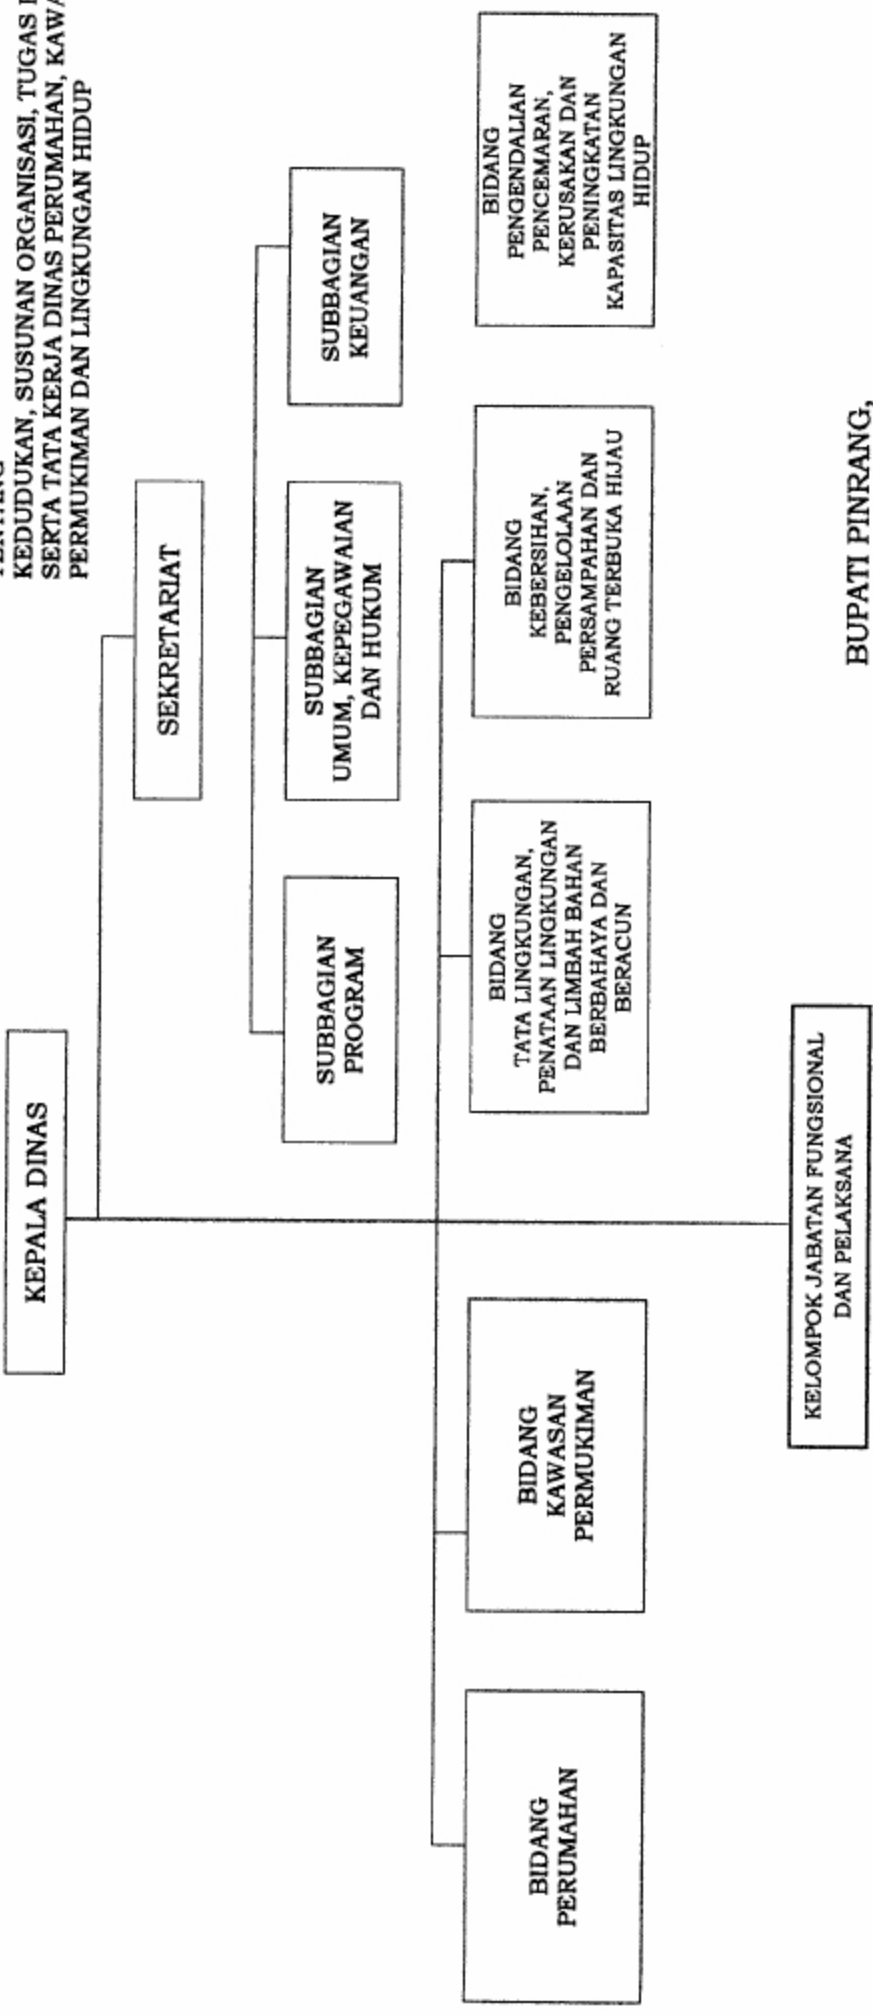 TENTANG
KEDUDUKAN, SUSUNAN ORGANISASI, TUGAS
SERTA TATA KERJA DINAS PERUMAHAN,
PERMUKIMAN DAN LINGKUNGAN HIDUP
KEPALA DINAS
SEKRETARIAT
SUBBAGIAN
PROGRAM
SUBBAGIAN
UMUM, KEPEGAWAIAN
DAN HUKUM
SUBBAGIAN
KEUANGAN
BIDANG
PERUMAHAN
BIDANG
KAWASAN
PERMUKIMAN
BIDANG
TATA LINGKUNGAN,
PENATAAN LINGKUNGAN
DAN LIMBAH BAHAN
BERBAHAYA DAN
BERACUN
BIDANG
KEBERSIHAN,
PENGELOLAAN
PERSAMPAHAN DAN
RUANG TERBUKA HIJAU
BIDANG
PENGENDALIAN
PENCEMARAN,
KERUSAKAN DAN
PENINGKATAN
KAPASITAS LINGKUNGAN
HIDUP
KELOMPOK JABATAN FUNGSIONAL
DAN PELAKSANA
BUPATI PINRANG,